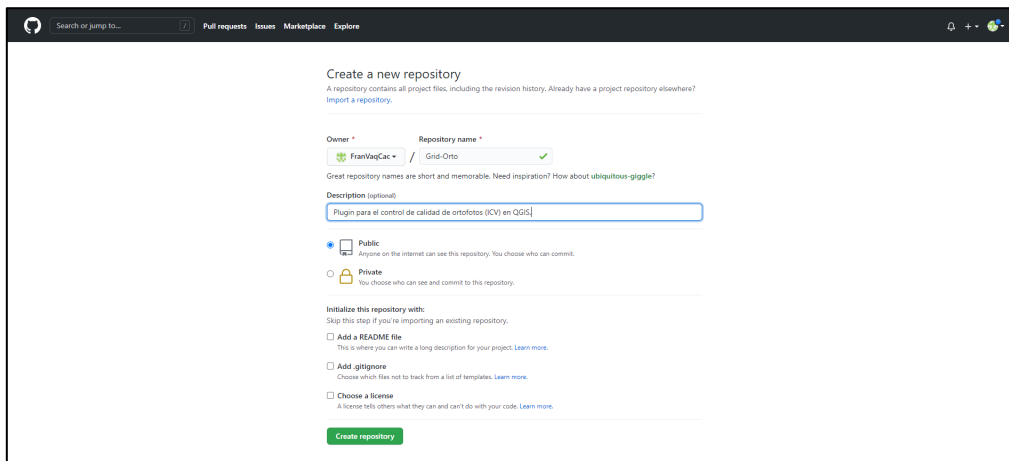 Search or jump to... / Pull requests Issues Marketplace Explore
Create a new repository
A repository contains all project files, including the revision history. Already have a project repository elsewhere?
Import a repository.
Owner * Repository name *
FranVaqCac / Grid-Orto
Great repository names are short and memorable. Need inspiration? How about ubiquitous-giggle?
Description (optional)
Plugin para el control de calidad de ortofotos (ICV) en QGIS.
Public
Anyone on the internet can see this repository. You choose who can commit.
Private
You choose who can see and commit to this repository.
Initialize this repository with:
Skip this step if you're importing an existing repository.
Add a README file
This is where you can write a long description for your project. Learn more.
Add .gitignore
Choose which files not to track from a list of templates. Learn more.
Choose a license
A license tells others what they can and can't do with your code. Learn more.
Create repository